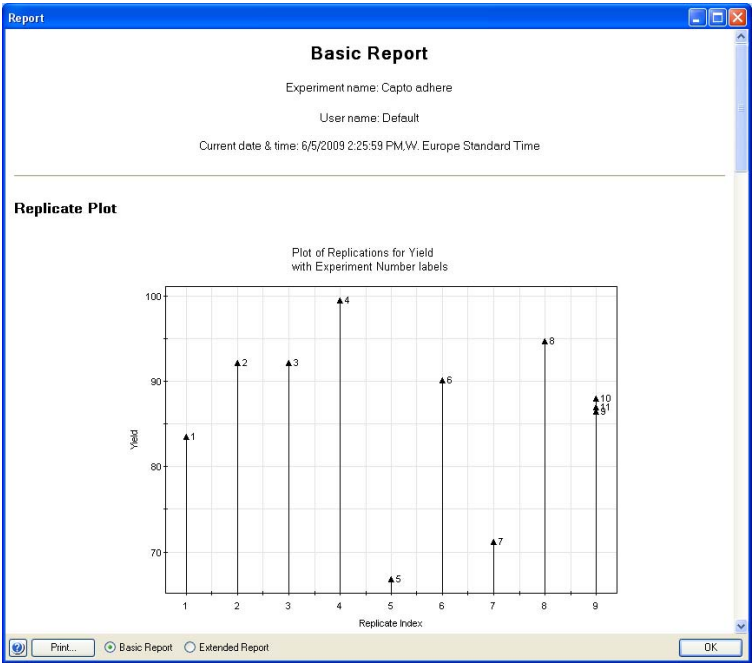 Report
Basic Report
Experiment name: Capto adhere
User name: Default
Current date & time: 6/5/2009 2:25:59 PM,W. Europe Standard Time
Replicate Plot
Plot of Replications for Yield
with Experiment Number labels
100
90
80
70
Yield
1
2
3
4
5
6
7
8
10
11
9
1 2 3 4 5 6 7 8 9
Replicate Index
? Print... Basic Report Extended Report OK